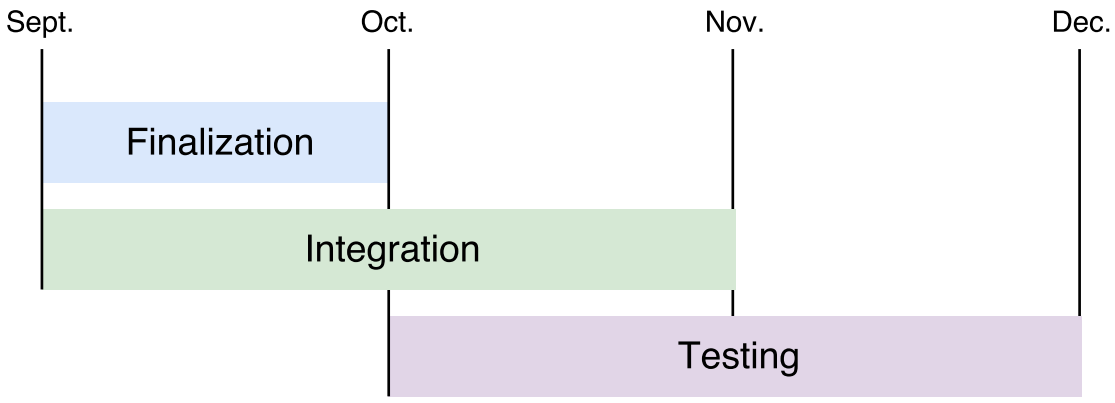 Sept. Oct. Nov. Dec.
Finalization
Integration
Testing